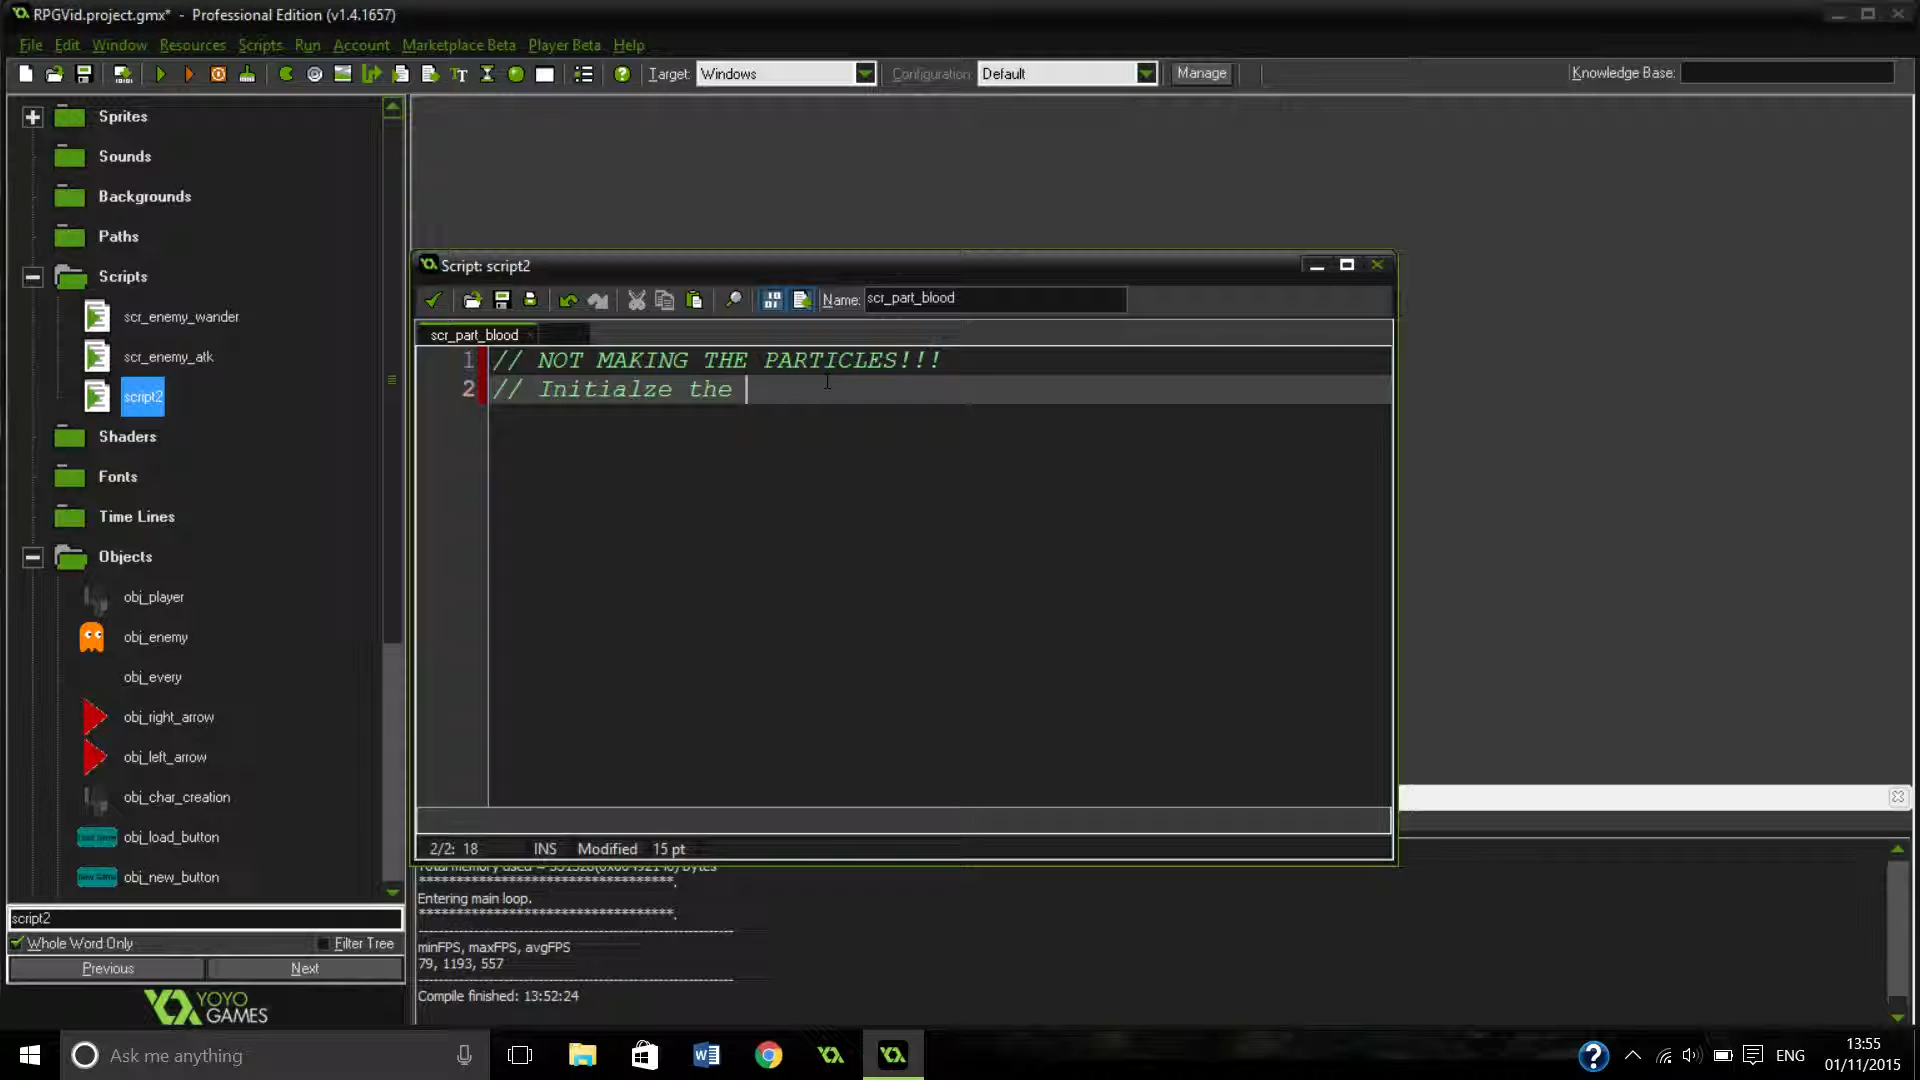 RPGVid.project.gmx* - Professional Edition (v1.4.1657)
File Edit Window Resources Scripts Run Account Marketplace Beta Player Beta Help
Target: Windows Configuration: Default Manage Knowledge Base:
Sprites
Sounds
Backgrounds
Paths
Scripts
scr_enemy_wander
scr_enemy_atk
script2
Shaders
Fonts
Time Lines
Objects
obj_player
obj_enemy
obj_every
obj_right_arrow
obj_left_arrow
obj_char_creation
obj_load_button
obj_new_button
script2
Whole Word Only Filter Tree
Previous Next
YOYO
GAMES
Script: script2
Name: scr_part_blood
scr_part_blood
1 // NOT MAKING THE PARTICLES!!!
2 // Initialze the
2/2: 18 INS Modified 15 pt
***********************************.
Entering main loop.
***********************************.
minFPS, maxFPS, avgFPS
79, 1193, 557
Compile finished: 13:52:24
Ask me anything
ENG
13:55
01/11/2015